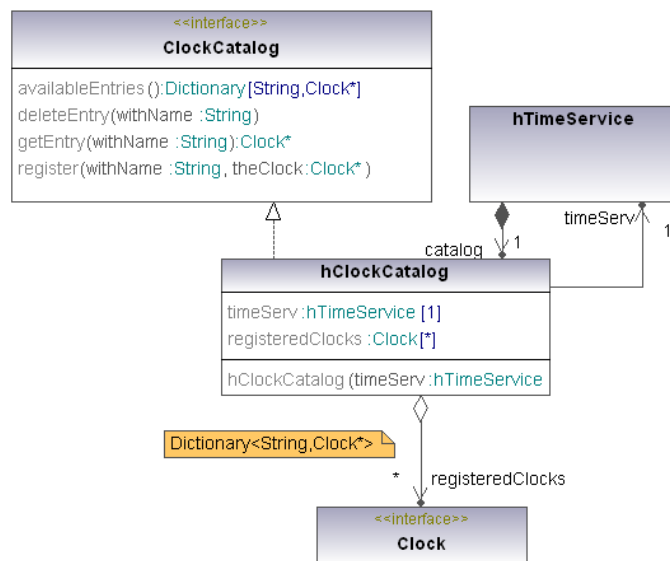 <<interface>>
ClockCatalog
availableEntries():Dictionary[String,Clock*]
deleteEntry(withName :String)
getEntry(withName :String):Clock*
register(withName :String, theClock:Clock* )
hTimeService
timeServ
1
catalog
1
hClockCatalog
timeServ:hTimeService [1]
registeredClocks :Clock[*]
hClockCatalog(timeServ:hTimeService
Dictionary<String,Clock*>
* registeredClocks
<<interface>>
Clock